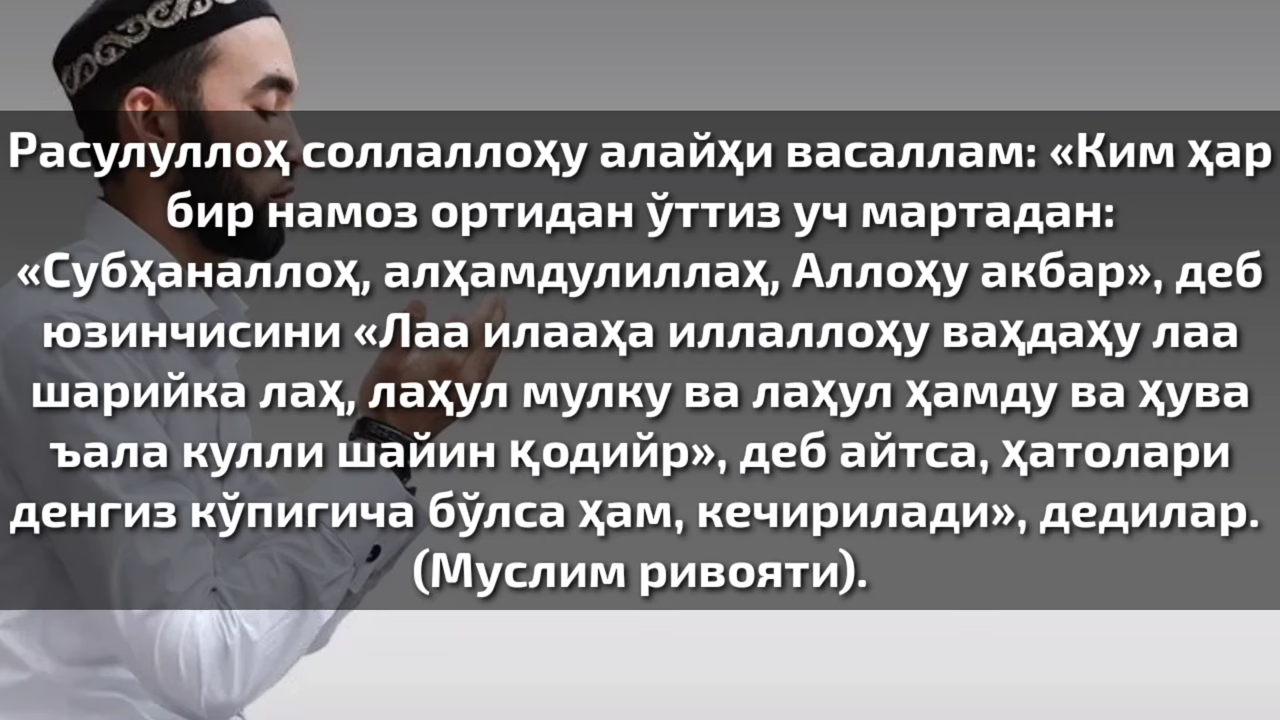 Расулуллоҳ соллаллоҳу алайҳи васаллам: «Ким ҳар
бир намоз ортидан ўттиз уч мартадан:
«Субҳаналлоҳ, алҳамдулиллаҳ, Аллоҳу акбар», деб
юзинчисини «Лаа илааҳа иллаллоҳу ваҳдаҳу лаа
шарийка лаҳ, лаҳул мулку ва лаҳул ҳамду ва ҳува
ъала кулли шайин қодийр», деб айтса, ҳатолари
денгиз кўпигича бўлса ҳам, кечирилади», дедилар.
(Муслим ривояти).